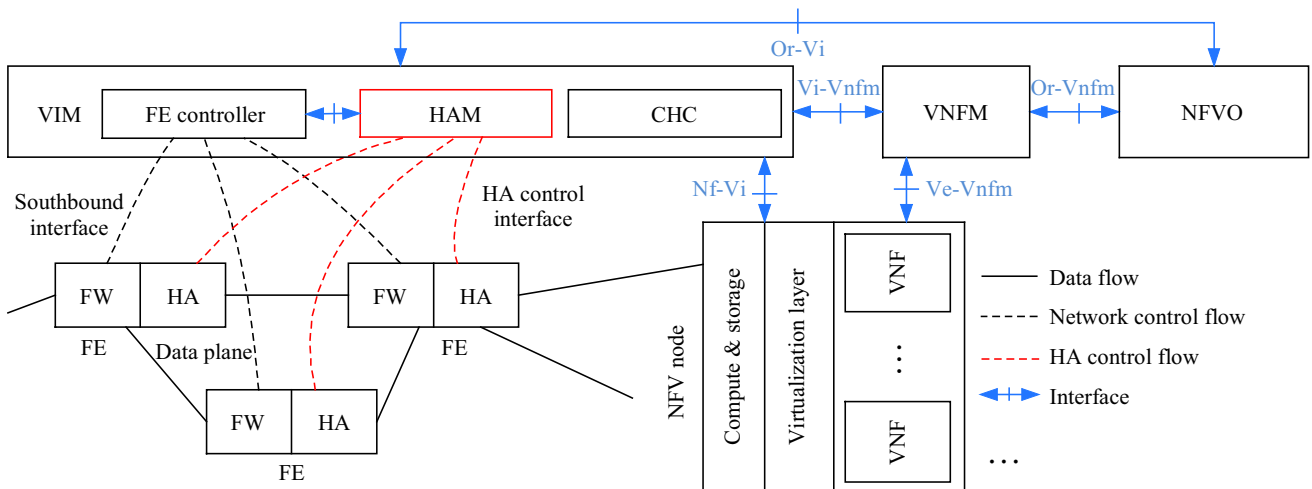 Or-Vi
VIM
FE controller
HAM
CHC
Vi-Vnfm
VNFM
Or-Vnfm
NFVO
Southbound
interface
HA control
interface
Nf-Vi
Ve-Vnfm
FW
HA
FE
FW
HA
FE
Data plane
FW
HA
FE
NFV node
Compute & storage
Virtualization layer
VNF
...
VNF
...
Data flow
Network control flow
HA control flow
Interface